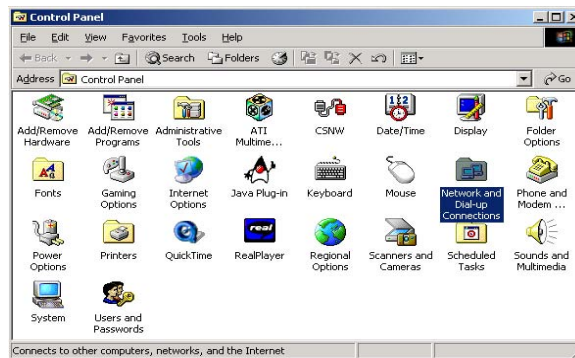 Control Panel
File Edit View Favorites Tools Help
Back Search Folders
Address Control Panel Go
Add/Remove Hardware
Add/Remove Programs
Administrative Tools
ATI Multime...
CSNW
Date/Time
Display
Folder Options
Fonts
Gaming Options
Internet Options
Java Plug-in
Keyboard
Mouse
Network and Dial-up Connections
Phone and Modem ...
Power Options
Printers
QuickTime
real
RealPlayer
Regional Options
Scanners and Cameras
Scheduled Tasks
Sounds and Multimedia
System
Users and Passwords
Connects to other computers, networks, and the Internet